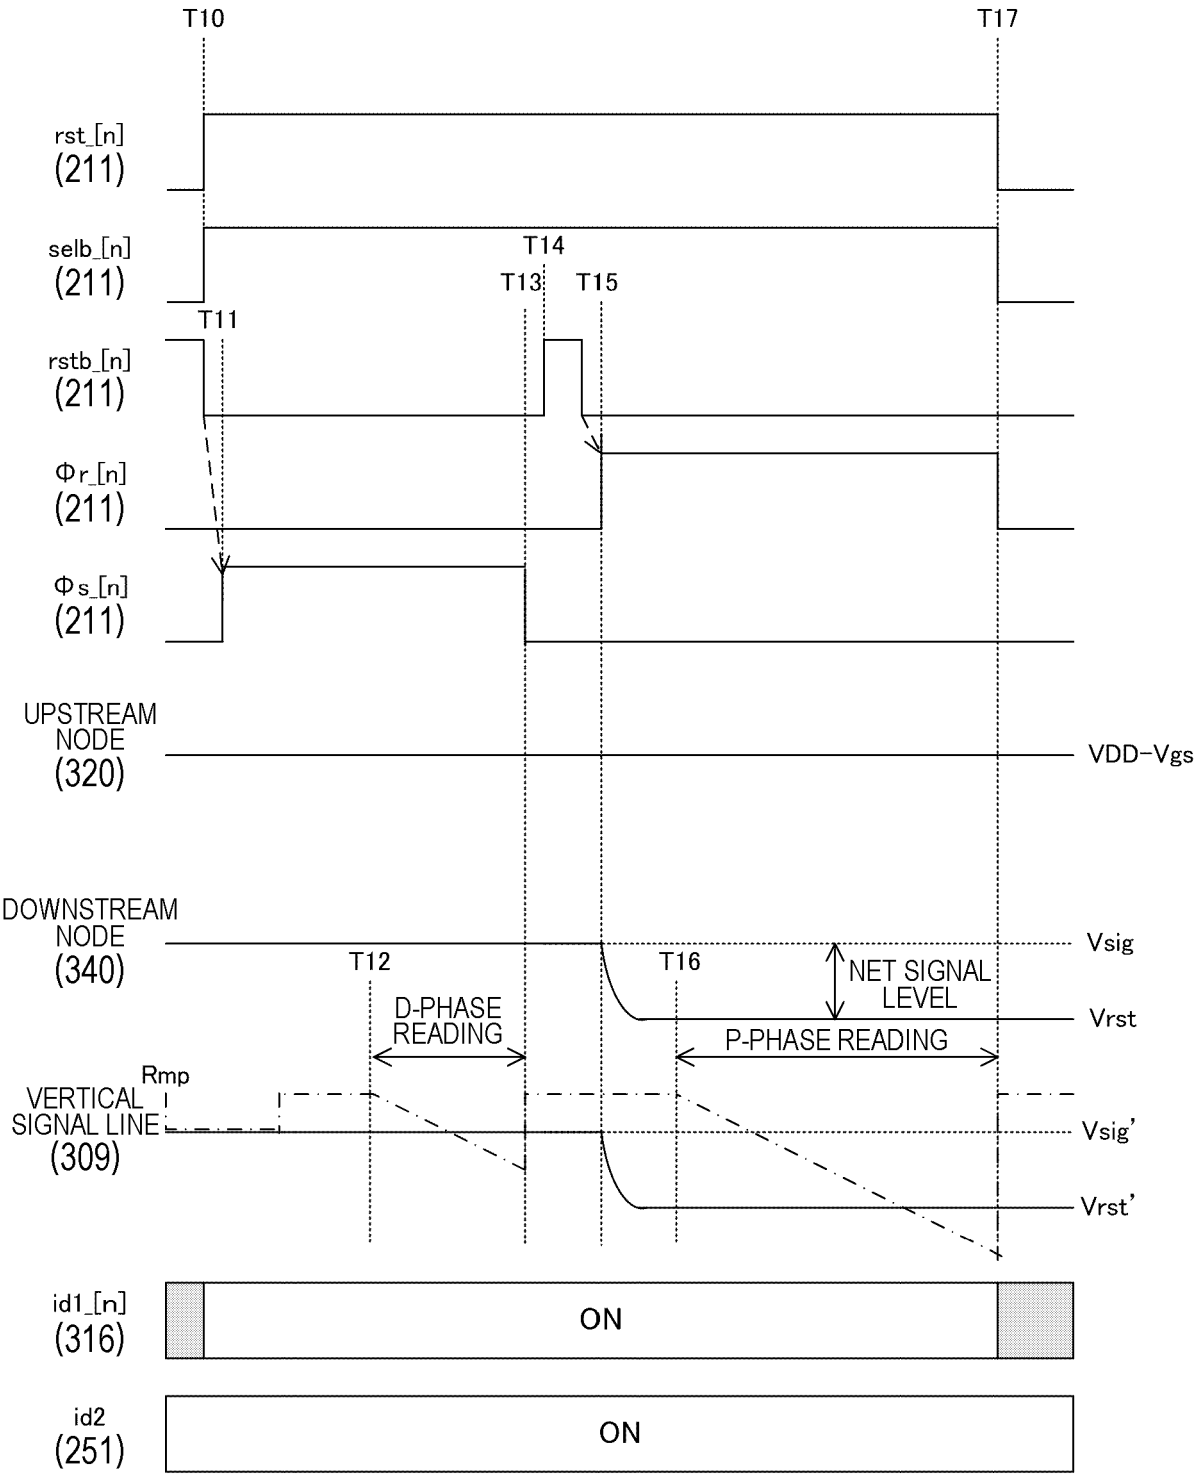 T10
T17
rst_[n]
(211)
selb_[n]
(211)
T14
T13
T15
T11
rstb_[n]
(211)
Φr_[n]
(211)
Φs_[n]
(211)
UPSTREAM
NODE
(320)
VDD-Vgs
DOWNSTREAM
NODE
(340)
Vsig
T12
T16
NET SIGNAL
LEVEL
D-PHASE
READING
Vrst
P-PHASE READING
Rmp
VERTICAL
SIGNAL LINE
(309)
Vsig'
Vrst'
id1_[n]
(316)
ON
id2
(251)
ON